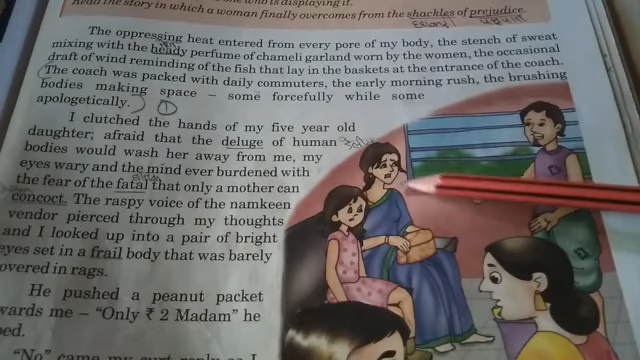 Read the story in which a woman finally overcomes from the shackles of prejudice.
The oppressing heat entered from every pore of my body, the stench of sweat
mixing with the heady perfume of chameli garland worn by the women, the occasional
draft of wind reminding of the fish that lay in the baskets at the entrance of the coach.
The coach was packed with daily commuters, the early morning rush, the brushing
bodies making space – some forcefully while some
apologetically. 1
I clutched the hands of my five year old
daughter; afraid that the deluge of human
bodies would wash her away from me, my
eyes wary and the mind ever burdened with
the fear of the fatal that only a mother can
concoct. The raspy voice of the namkeen
vendor pierced through my thoughts
and I looked up into a pair of bright
eyes set in a frail body that was barely
overed in rags.
He pushed a peanut packet
wards me – "Only ₹ 2 Madam" he
ped.
"No" came my curt reply as I